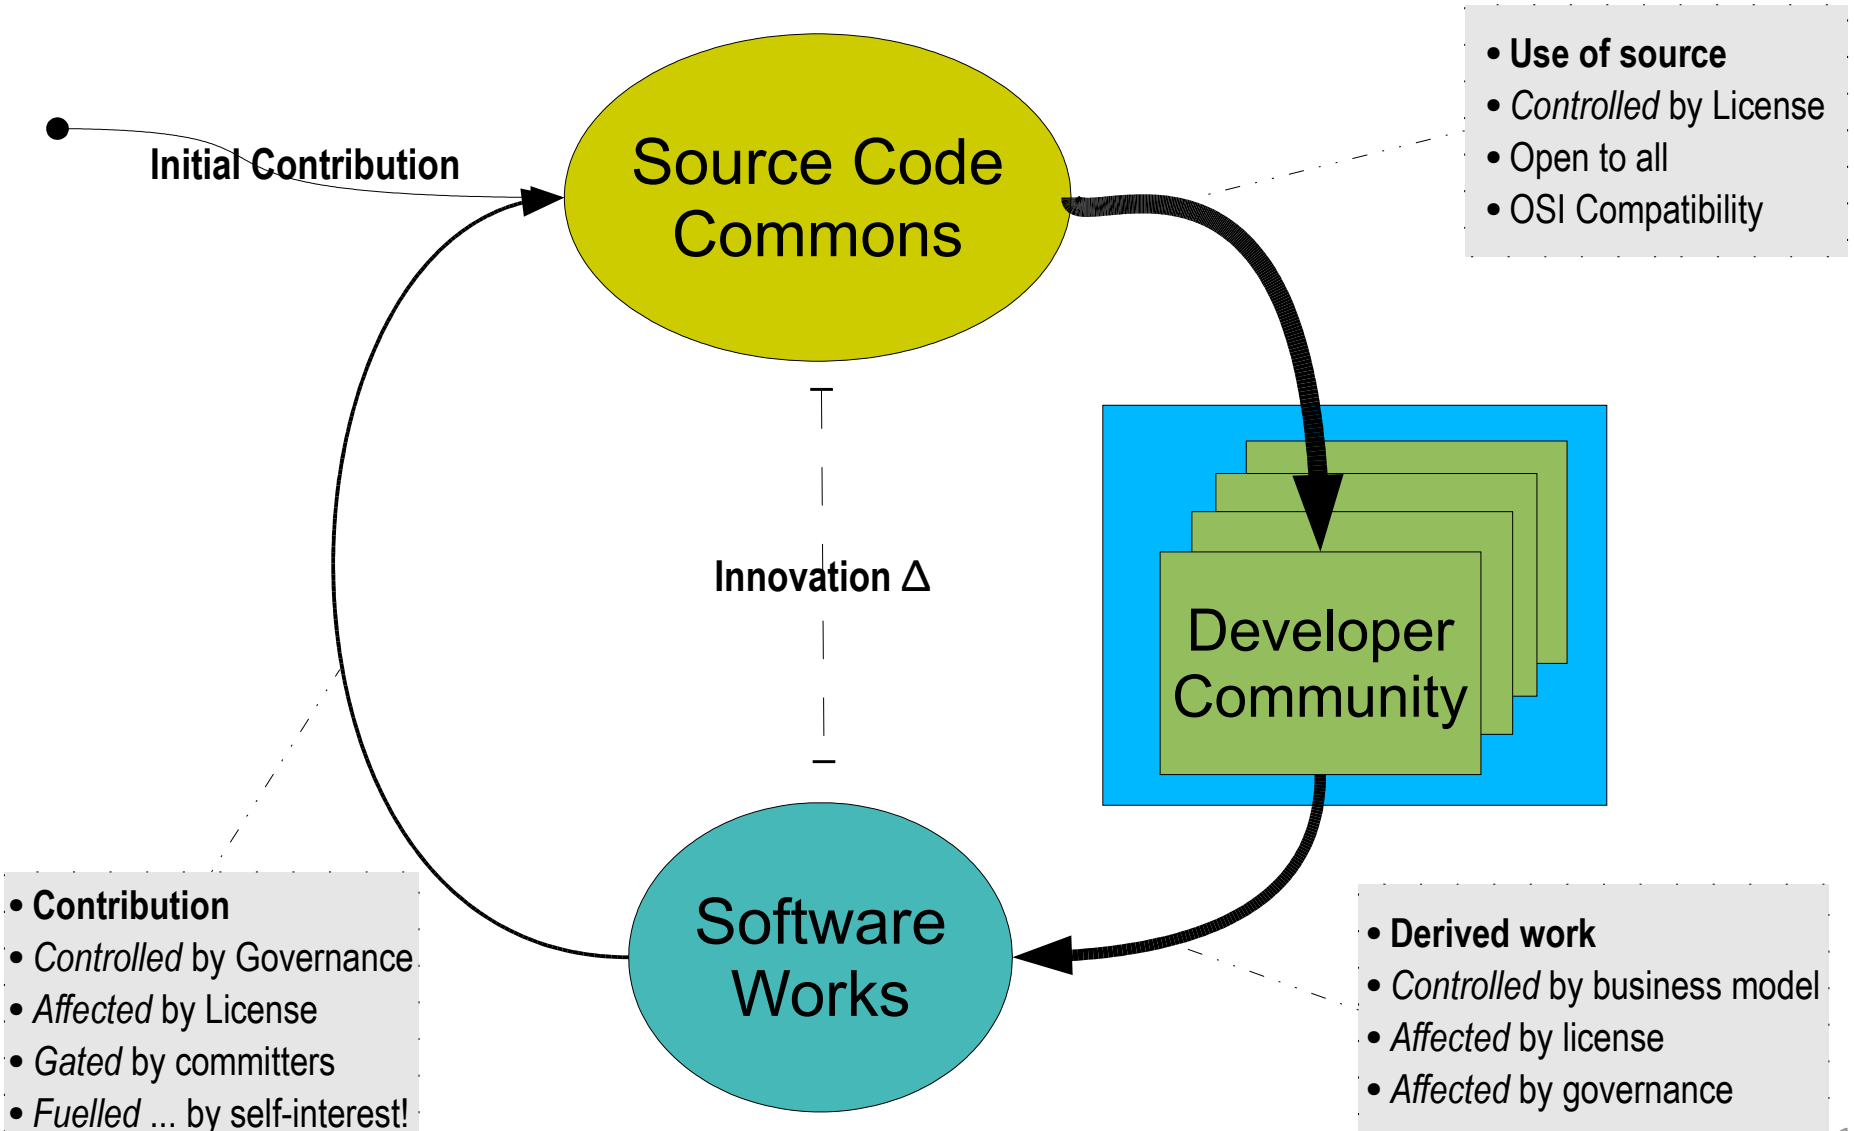 • Use of source
• Controlled by License
• Open to all
• OSI Compatibility
Initial Contribution
Source Code
Commons
Innovation Δ
Developer
Community
Software
Works
• Contribution
• Controlled by Governance
• Affected by License
• Gated by committers
• Fuelled ... by self-interest!
• Derived work
• Controlled by business model
• Affected by license
• Affected by governance